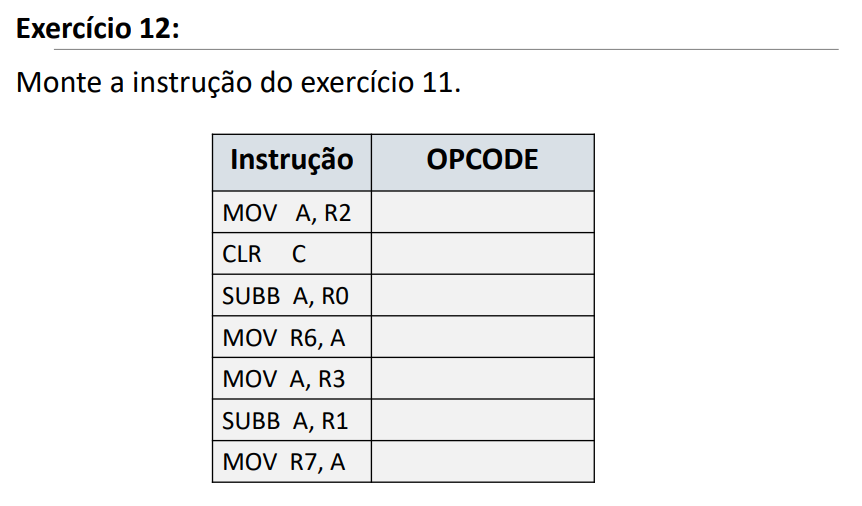 Exercício 12:
Monte a instrução do exercício 11.
Instrução OPCODE
MOV A, R2
CLR C
SUBB A, R0
MOV R6, A
MOV A, R3
SUBB A, R1
MOV R7, A